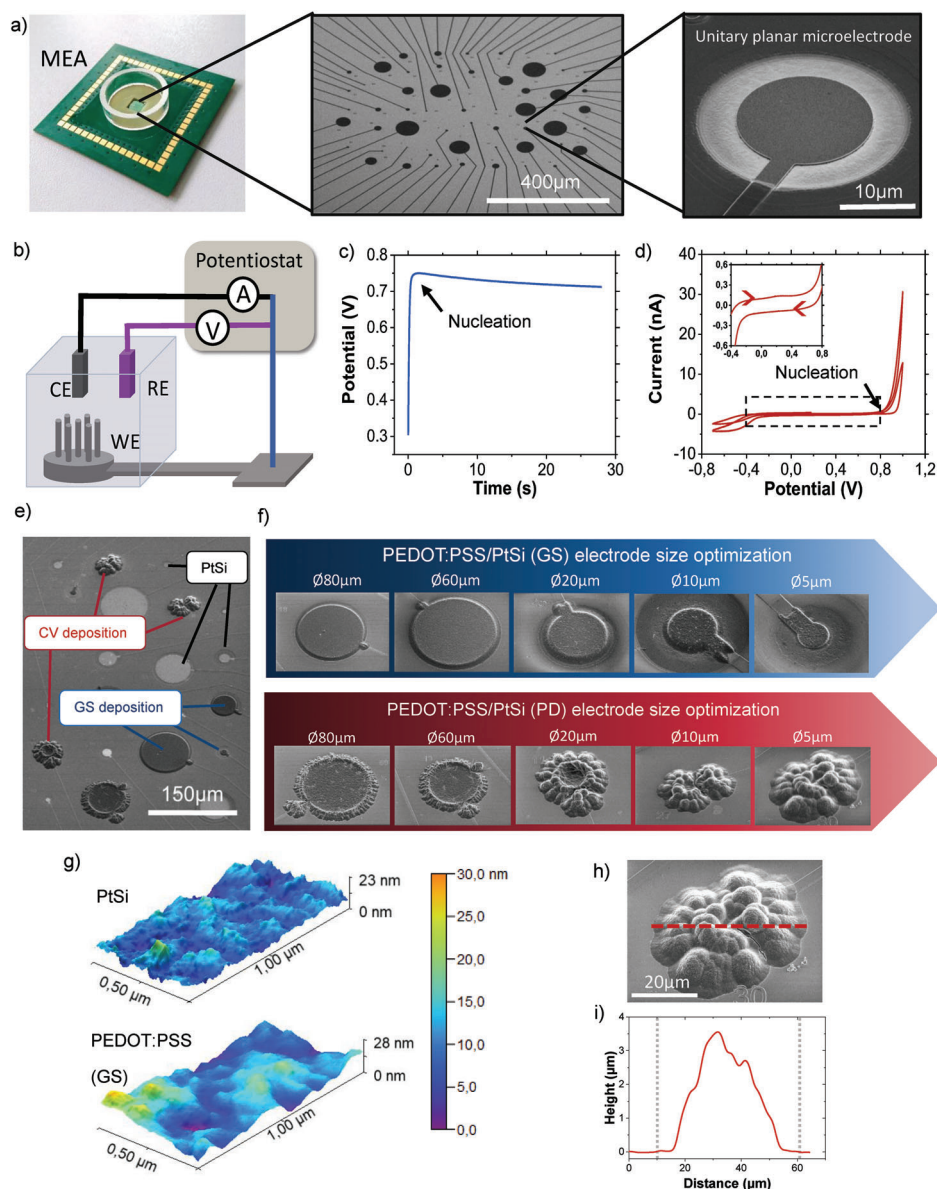 a)
MEA
400µm
Unitary planar microelectrode
10µm
b)
Potentiostat
A
V
CE
RE
WE
c)
0.8
0.7
0.6
0.5
0.4
0.3
Potential (V)
Nucleation
0
10
20
30
Time (s)
d)
40
30
20
10
0
-10
Current (nA)
0,6
0,3
0,0
-0,3
-0,6
-0,4
0,0
0,4
0,8
Nucleation
-0,8
-0,4
0,0
0,4
0,8
Potential (V)
e)
PtSi
CV deposition
GS deposition
150µm
f)
PEDOT:PSS/PtSi (GS) electrode size optimization
Ø80µm
Ø60µm
Ø20µm
Ø10µm
Ø5µm
PEDOT:PSS/PtSi (PD) electrode size optimization
Ø80µm
Ø60µm
Ø20µm
Ø10µm
Ø5µm
g)
PtSi
23 nm
0 nm
1,00 µm
0,50 µm
PEDOT:PSS
(GS)
28 nm
0 nm
1,00 µm
0,50 µm
30,0 nm
25,0
20,0
15,0
10,0
5,0
0,0
h)
20µm
i)
4
3
2
1
0
Height (µm)
0
20
40
60
Distance (µm)